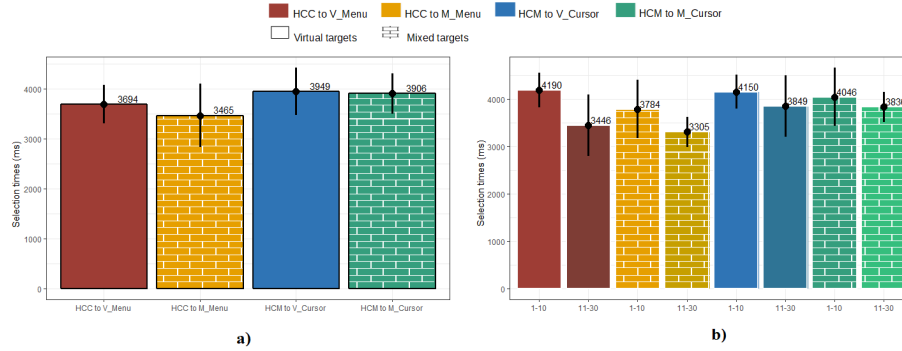 HCC to V_Menu HCC to M_Menu HCM to V_Cursor HCM to M_Cursor
Virtual targets Mixed targets
Selection times (ms)
4000
3000
2000
1000
0
3694
3465
3949
3906
HCC to V_Menu HCC to M_Menu HCM to V_Cursor HCM to M_Cursor
a)
Selection times (ms)
4000
3000
2000
1000
0
4190
3446
3784
3305
4150
3849
4046
1-10 11-30 1-10 11-30 1-10 11-30 1-10 11-30
b)